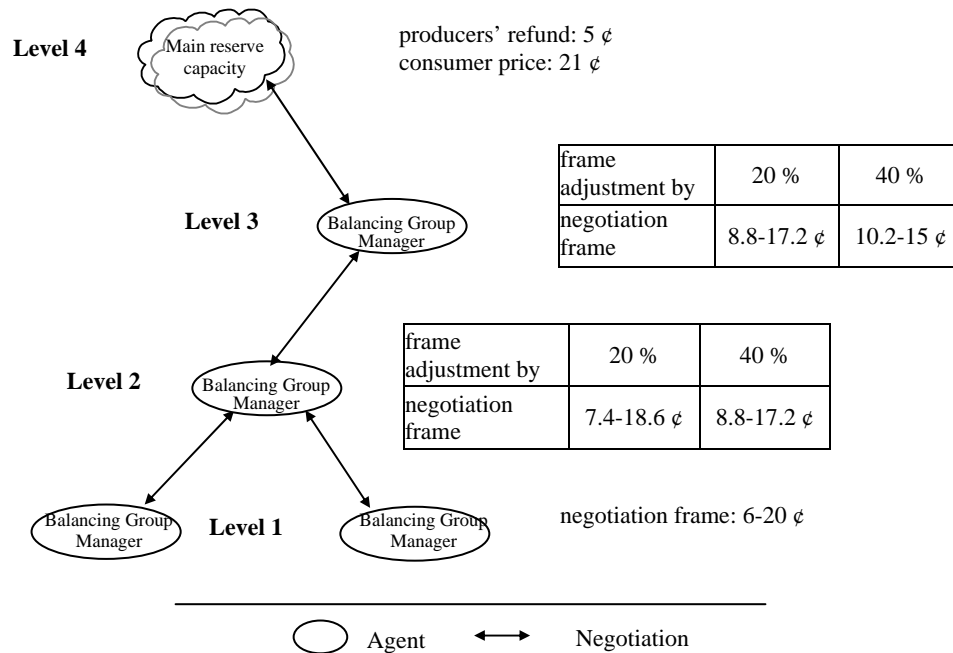 Level 4
Main reserve
capacity
producers’ refund: 5 ¢
consumer price: 21 ¢
Level 3
Balancing Group
Manager
frame
adjustment by
20 %
40 %
negotiation
frame
8.8-17.2 ¢
10.2-15 ¢
Level 2
Balancing Group
Manager
frame
adjustment by
20 %
40 %
negotiation
frame
7.4-18.6 ¢
8.8-17.2 ¢
Balancing Group
Manager
Level 1
Balancing Group
Manager
negotiation frame: 6-20 ¢
Agent
Negotiation